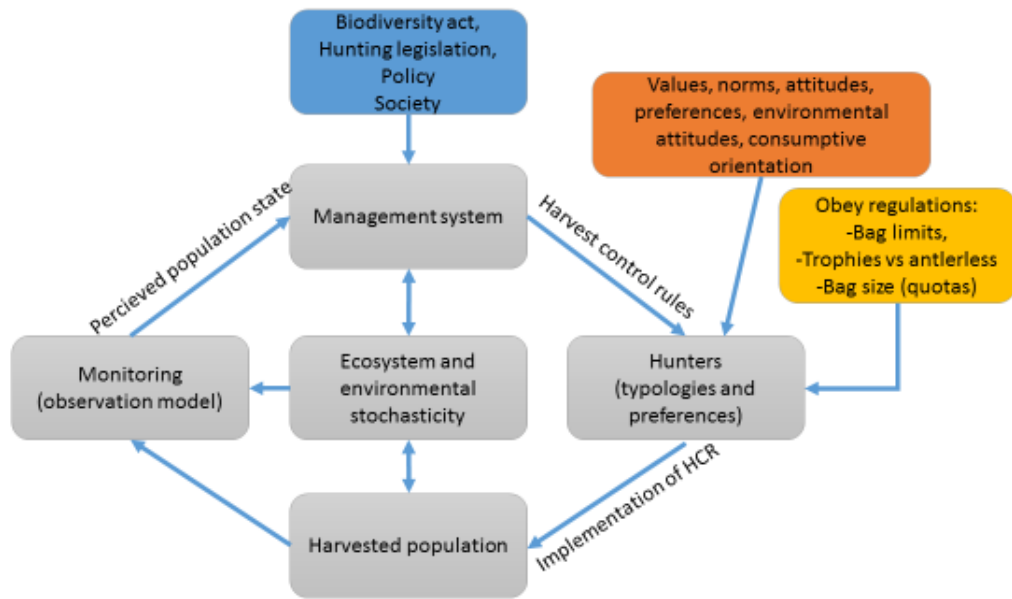 Biodiversity act,
Hunting legislation,
Policy
Society
Values, norms, attitudes,
preferences, environmental
attitudes, consumptive
orientation
Obey regulations:
-Bag limits,
-Trophies vs antlerless
-Bag size (quotas)
Management system
Percieved population state
Harvest control rules
Monitoring
(observation model)
Ecosystem and
environmental
stochasticity
Hunters
(typologies and
preferences)
Implementation of HCR
Harvested population